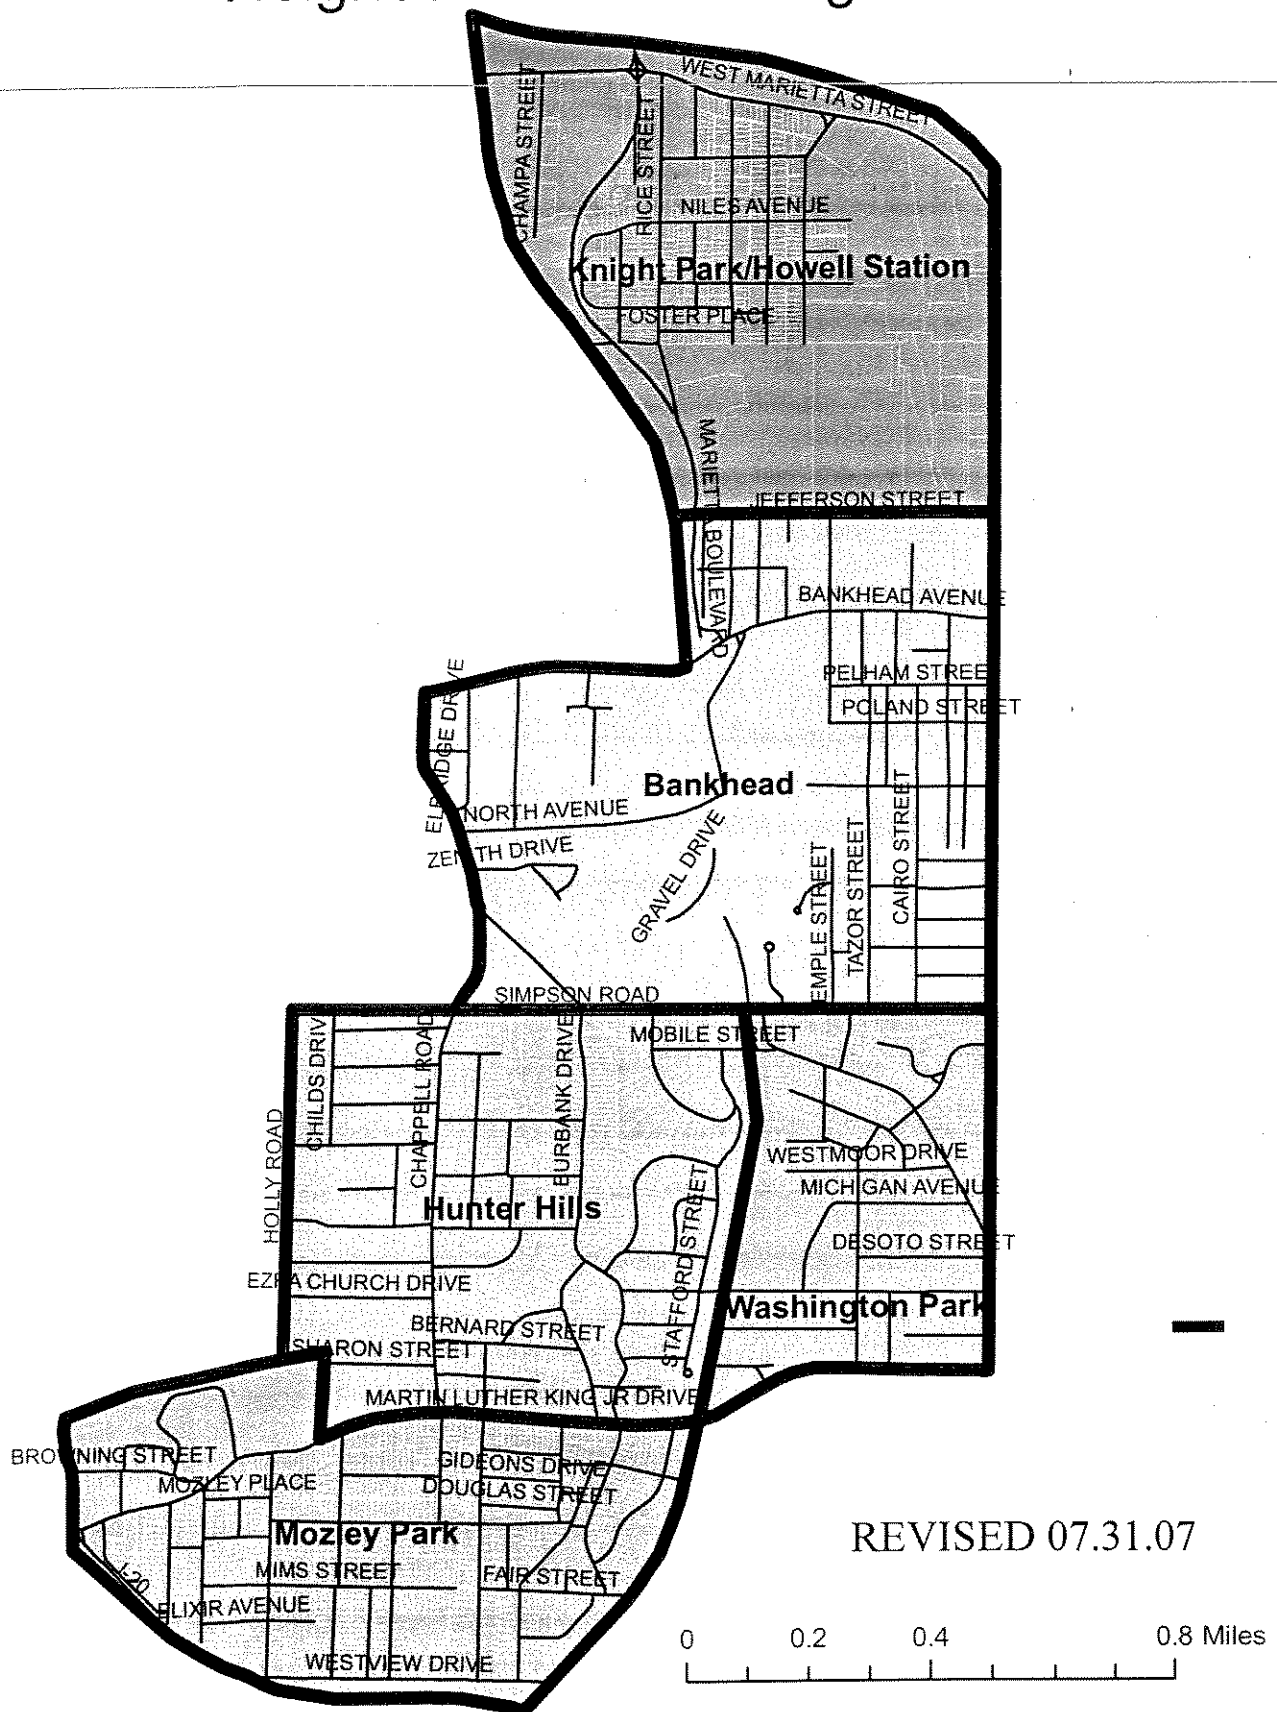 WEST MARIETTA STREET
CHAMPA STREET
RICE STREET
NILES AVENUE
Knight Park/Howell Station
FOSTER PLACE
MARIETTA BOULEVARD
JEFFERSON STREET
BANKHEAD AVENUE
PELHAM STREET
POLAND STREET
ELBRIDGE DRIVE
Bankhead
NORTH AVENUE
ZENITH DRIVE
GRAVEL DRIVE
TEMPLE STREET
TAZOR STREET
CAIRO STREET
SIMPSON ROAD
MOBILE STREET
CHILDS DRIVE
CHAPPELL ROAD
BURBANK DRIVE
HOLLY ROAD
WESTMOOR DRIVE
MICHIGAN AVENUE
Hunter Hills
STAFFORD STREET
DESOTO STREET
EZRA CHURCH DRIVE
Washington Park
BERNARD STREET
SHARON STREET
MARTIN LUTHER KING JR DRIVE
BROWNING STREET
GIDEONS DRIVE
MOZLEY PLACE
DOUGLAS STREET
Mozley Park
REVISED 07.31.07
I-20
MIMS STREET
FAIR STREET
ELIXIR AVENUE
WESTVIEW DRIVE
0 0.2 0.4 0.8 Miles